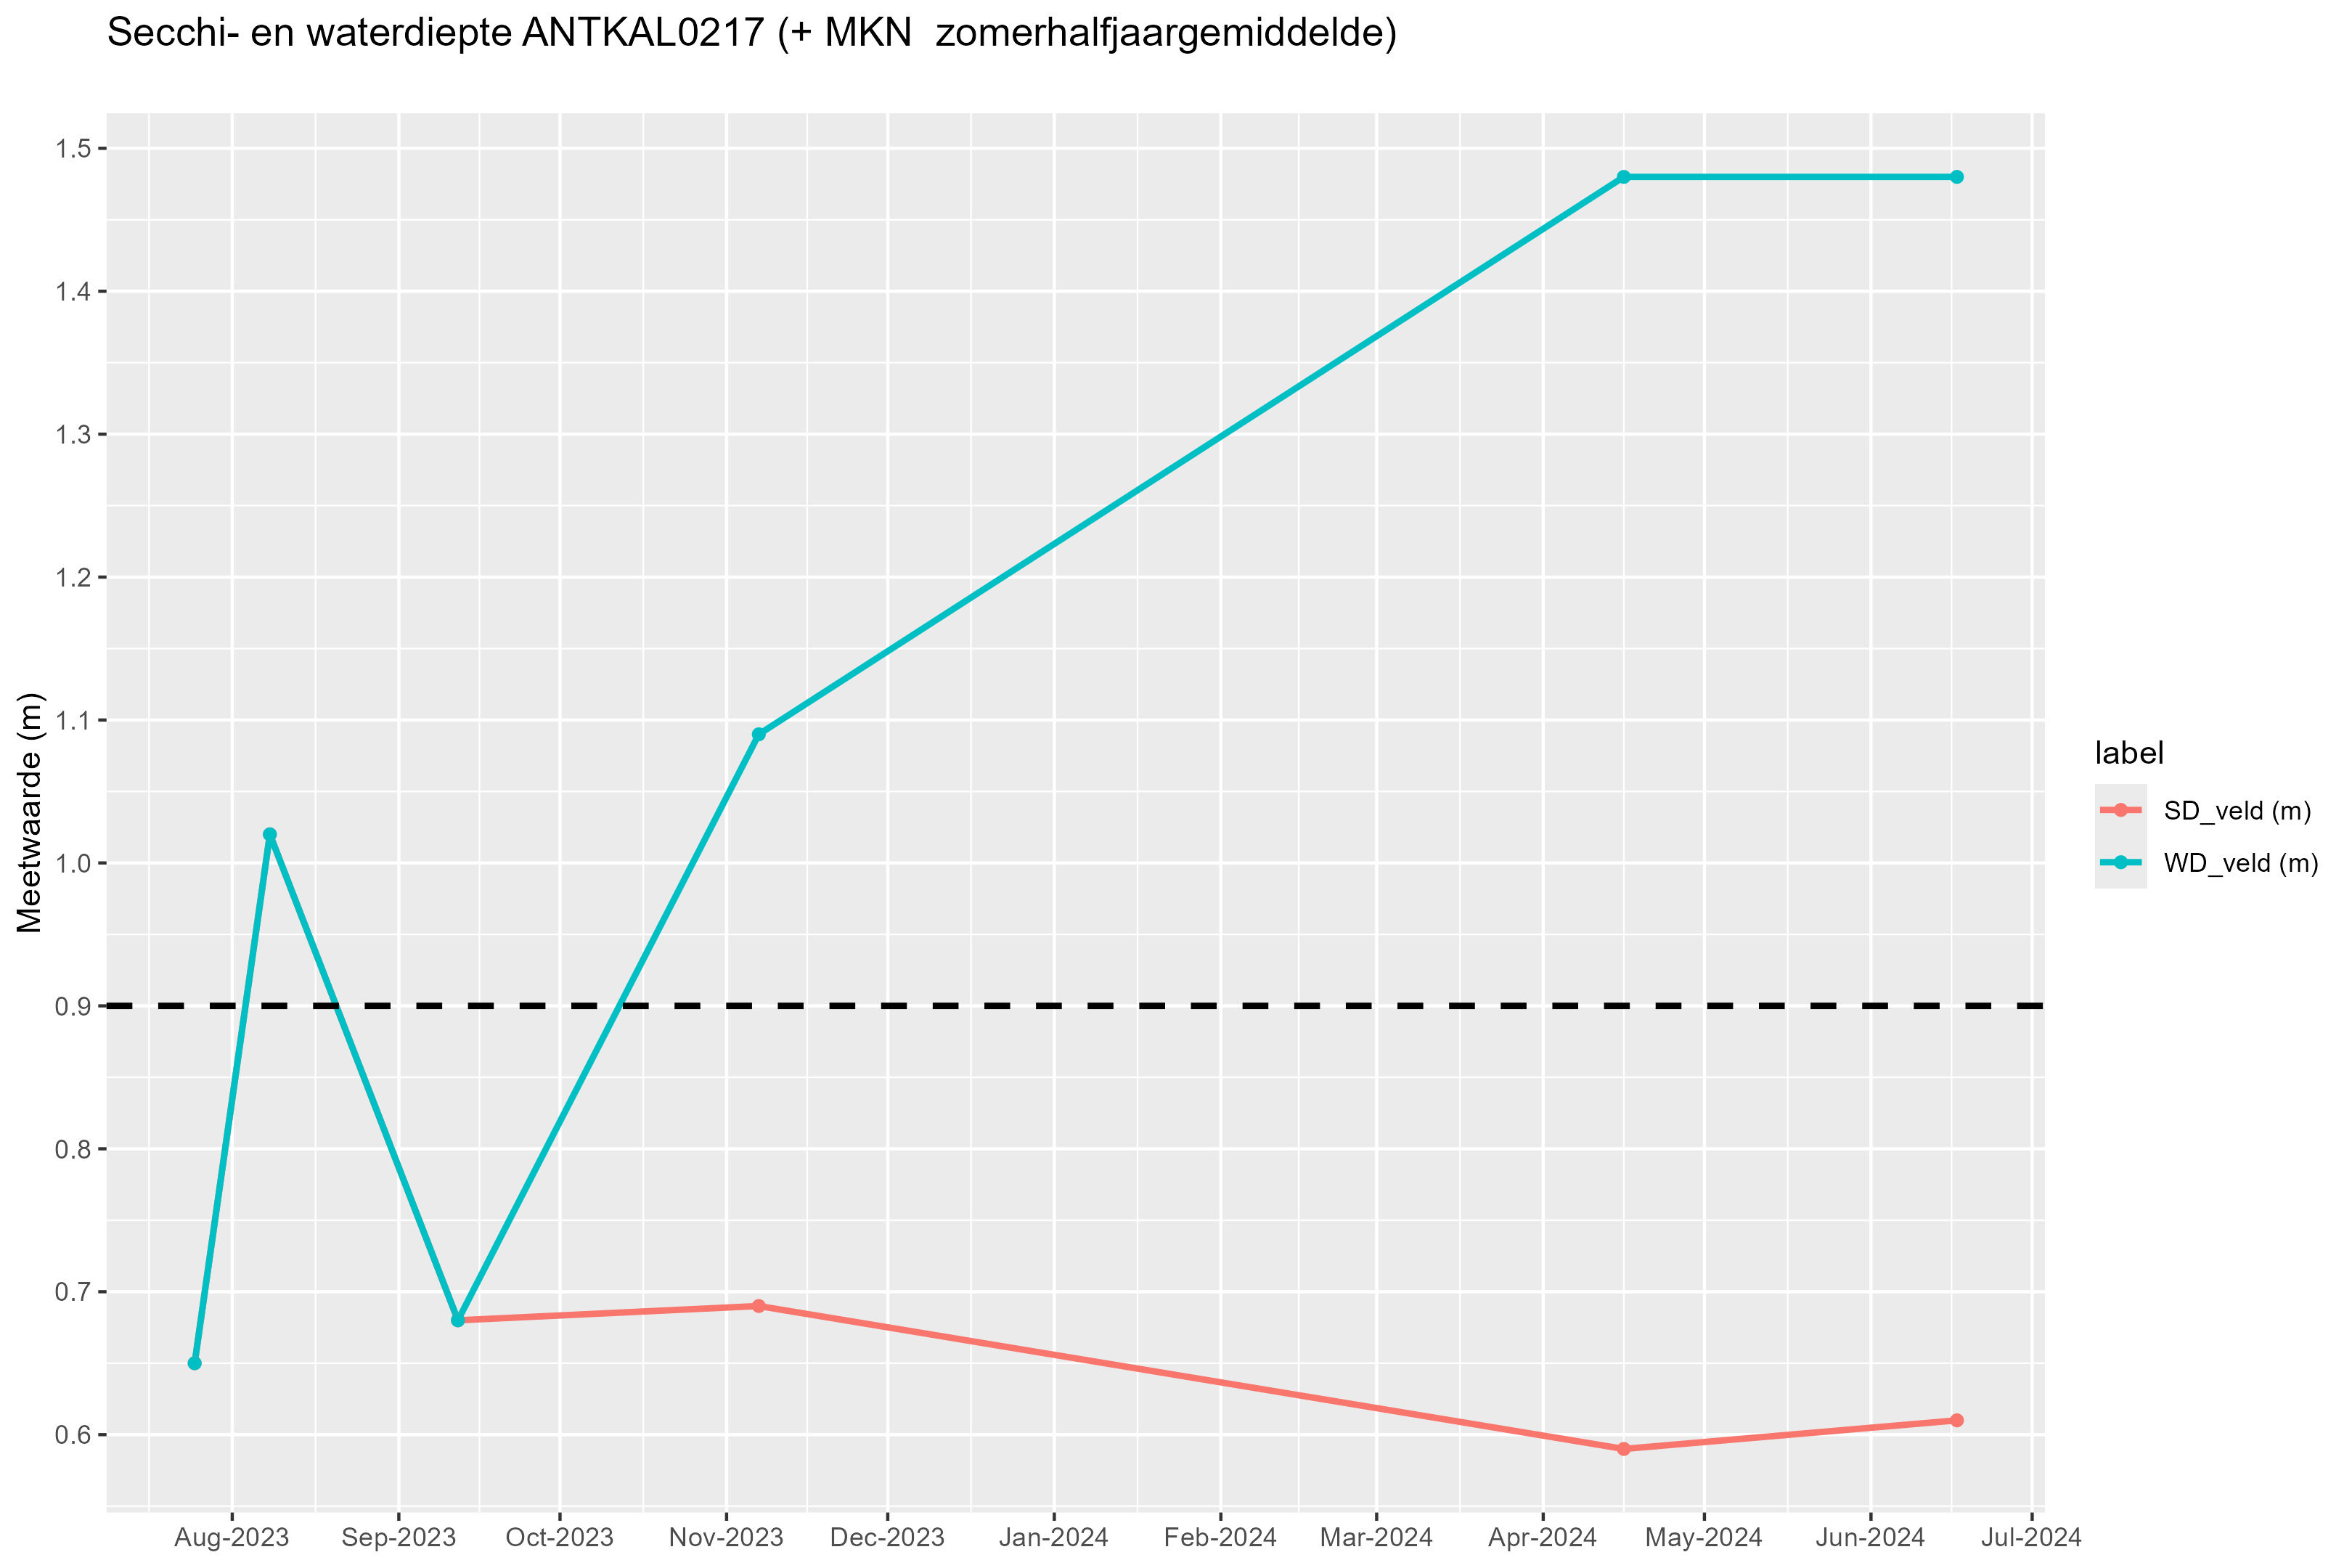 Secchi- en waterdiepte ANTKAL0217 (+ MKN  zomerhalfjaargemiddelde)
Meetwaarde (m)
1.5
1.4
1.3
1.2
1.1
1.0
0.9
0.8
0.7
0.6
Aug-2023 Sep-2023 Oct-2023 Nov-2023 Dec-2023 Jan-2024 Feb-2024 Mar-2024 Apr-2024 May-2024 Jun-2024 Jul-2024
label
SD_veld (m)
WD_veld (m)